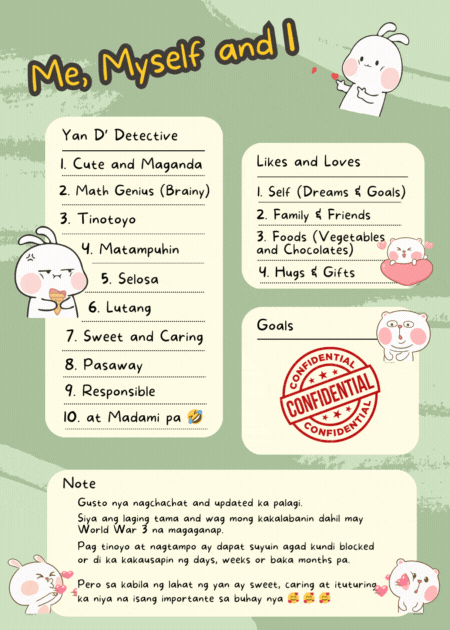 Me, Myself and I
Yan D' Detective
1. Cute and Maganda
2. Math Genius (Brainy)
3. Tinotoyo
4. Matampuhin
5. Selosa
6. Lutang
7. Sweet and Caring
8. Pasaway
9. Responsible
10. at Madami pa 🤣
Likes and Loves
1. Self (Dreams & Goals)
2. Family & Friends
3. Foods (Vegetables
and Chocolates)
4. Hugs & Gifts
Goals
CONFIDENTIAL
CONFIDENTIAL
CONFIDENTIAL
Note
Gusto nya nagchachat and updated ka palagi.
Siya ang laging tama and wag mong kakalabanin dahil may
World War 3 na magaganap.
Pag tinoyo at nagtampo ay dapat suyuin agad kundi blocked
or di ka kakausapin ng days, weeks or baka months pa.
Pero sa kabila ng lahat ng yan ay sweet, caring at ituturing
ka niya na isang importante sa buhay nya 🥰 🥰 🥰